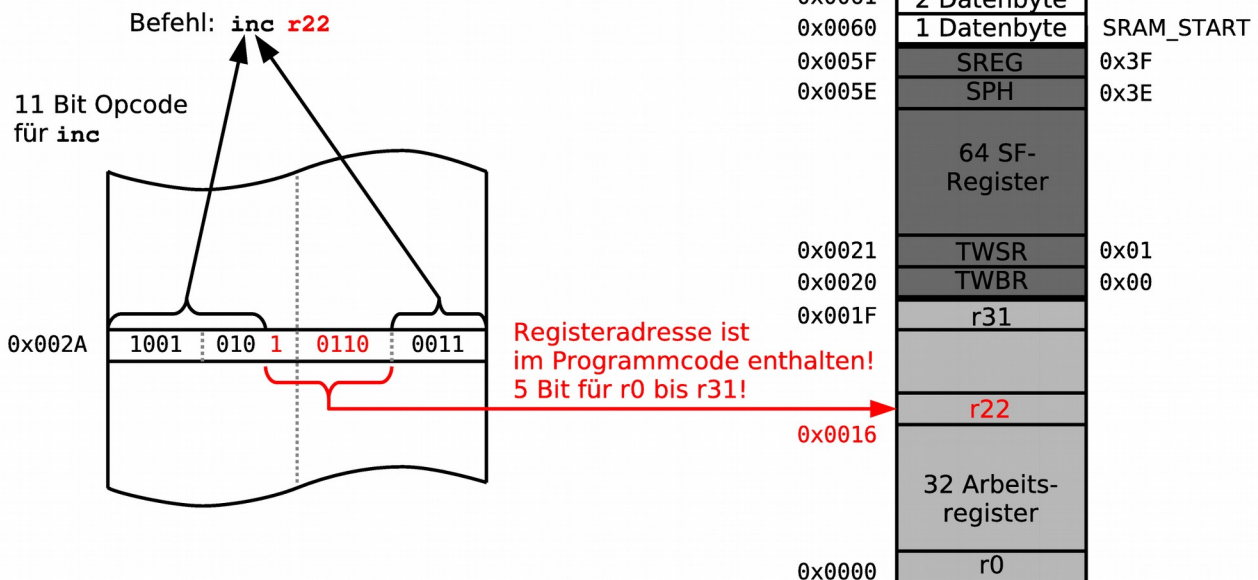 Befehl: inc r22
11 Bit Opcode
für inc
0x002A 1001 010 1 0110 0011
Registeradresse ist
im Programmcode enthalten!
5 Bit für r0 bis r31!
0x0061 2 Datenbyte
0x0060 1 Datenbyte SRAM_START
0x005F SREG 0x3F
0x005E SPH 0x3E
64 SF-
Register
0x0021 TWSR 0x01
0x0020 TWBR 0x00
0x001F r31
r22
0x0016
32 Arbeits-
register
0x0000 r0